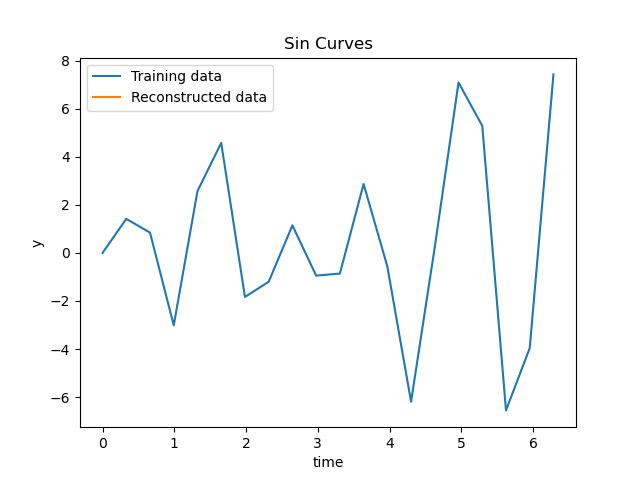 Sin Curves
Training data
Reconstructed data
8
6
4
2
0
−2
−4
−6
y
0 1 2 3 4 5 6
time